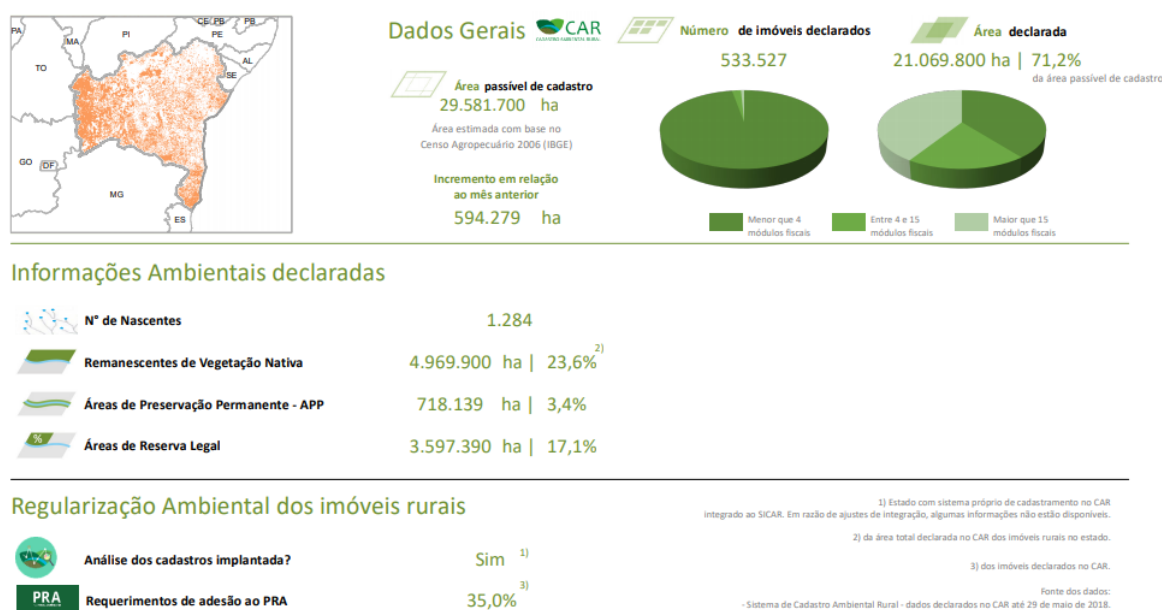 PA
MA
PI
CE
PB
PB
PE
AL
SE
TO
GO
DF
MG
ES
Dados Gerais CAR
Área passível de cadastro
29.581.700 ha
Área estimada com base no
Censo Agropecuário 2006 (IBGE)
Incremento em relação
ao mês anterior
594.279 ha
Número de imóveis declarados
533.527
Área declarada
21.069.800 ha | 71,2%
da área passível de cadastro
Menor que 4
módulos fiscais
Entre 4 e 15
módulos fiscais
Maior que 15
módulos fiscais
Informações Ambientais declaradas
N° de Nascentes 1.284
Remanescentes de Vegetação Nativa 4.969.900 ha | 23,6% 2)
Áreas de Preservação Permanente - APP 718.139 ha | 3,4%
% Áreas de Reserva Legal 3.597.390 ha | 17,1%
Regularização Ambiental dos imóveis rurais
Análise dos cadastros implantada? Sim 1)
PRA Requerimentos de adesão ao PRA 35,0% 3)
1) Estado com sistema próprio de cadastramento no CAR
integrado ao SICAR. Em razão de ajustes de integração, algumas informações não estão disponíveis.
2) da área total declarada no CAR dos imóveis rurais no estado.
3) dos imóveis declarados no CAR.
Fonte dos dados:
- Sistema de Cadastro Ambiental Rural - dados declarados no CAR até 29 de maio de 2018.